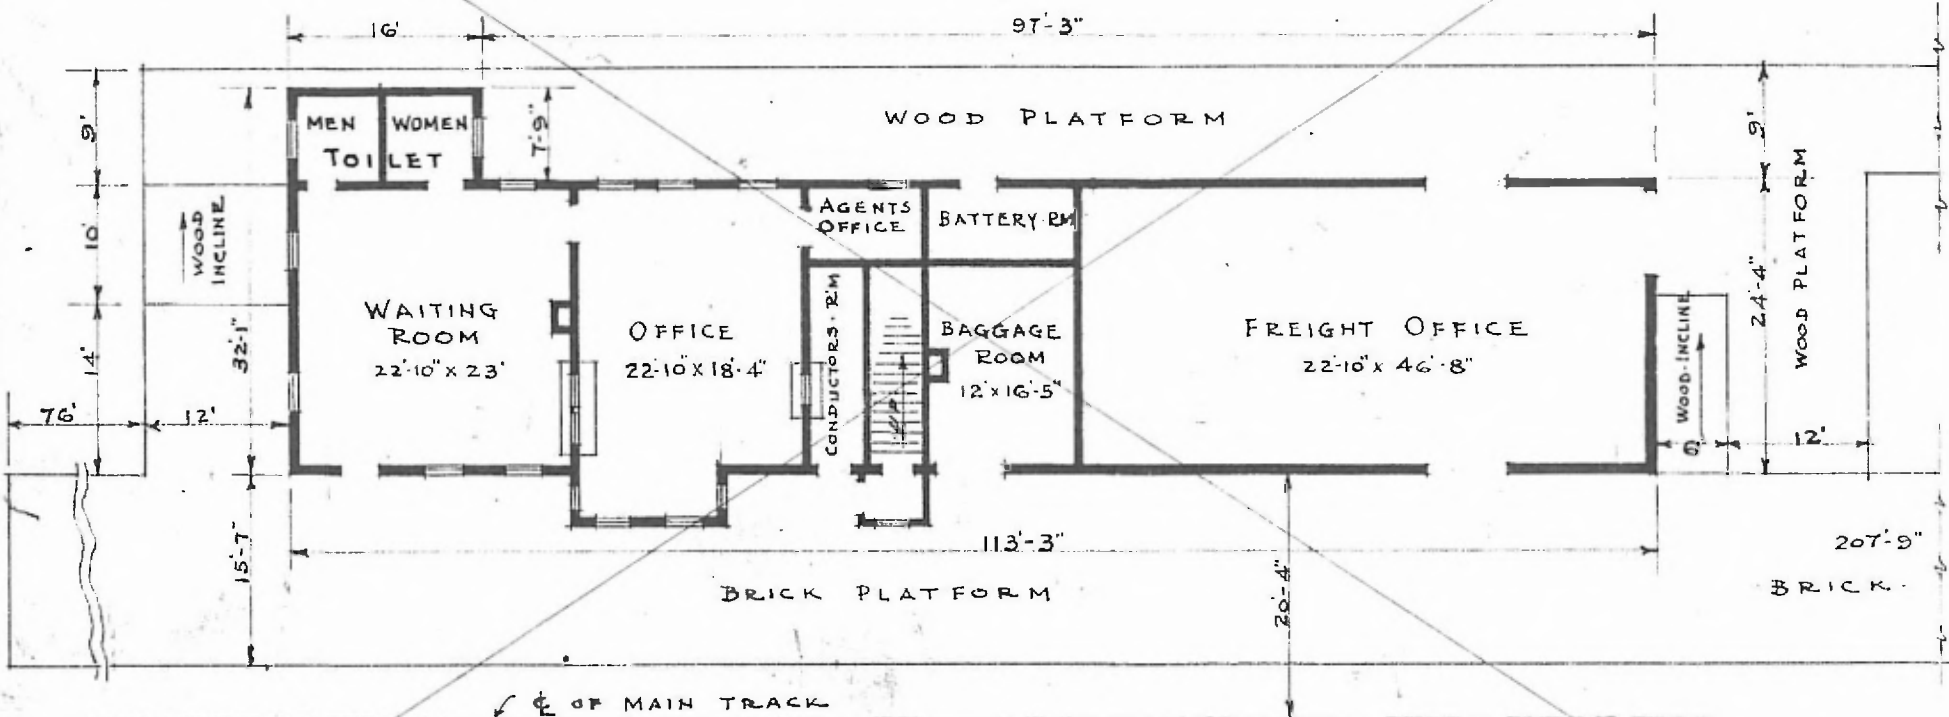 16'
97'-3"
WOOD PLATFORM
9'
MEN
WOMEN
TOILET
7'-9"
9'
WOOD PLATFORM
10'
WOOD
INCLINE
AGENTS
OFFICE
BATTERY RM
WAITING
ROOM
22'-10" x 23'
OFFICE
22'-10" x 18'-4"
CONDUCTORS. R'M
UP
BAGGAGE
ROOM
12' x 16'-5"
FREIGHT OFFICE
22'-10" x 46'-8"
WOOD-INCLINE
24'-4"
14'
32'-1"
76'
12'
6'
12'
15'-7"
113'-3"
20'-4"
207'-9"
BRICK PLATFORM
BRICK.
℄ OF MAIN TRACK